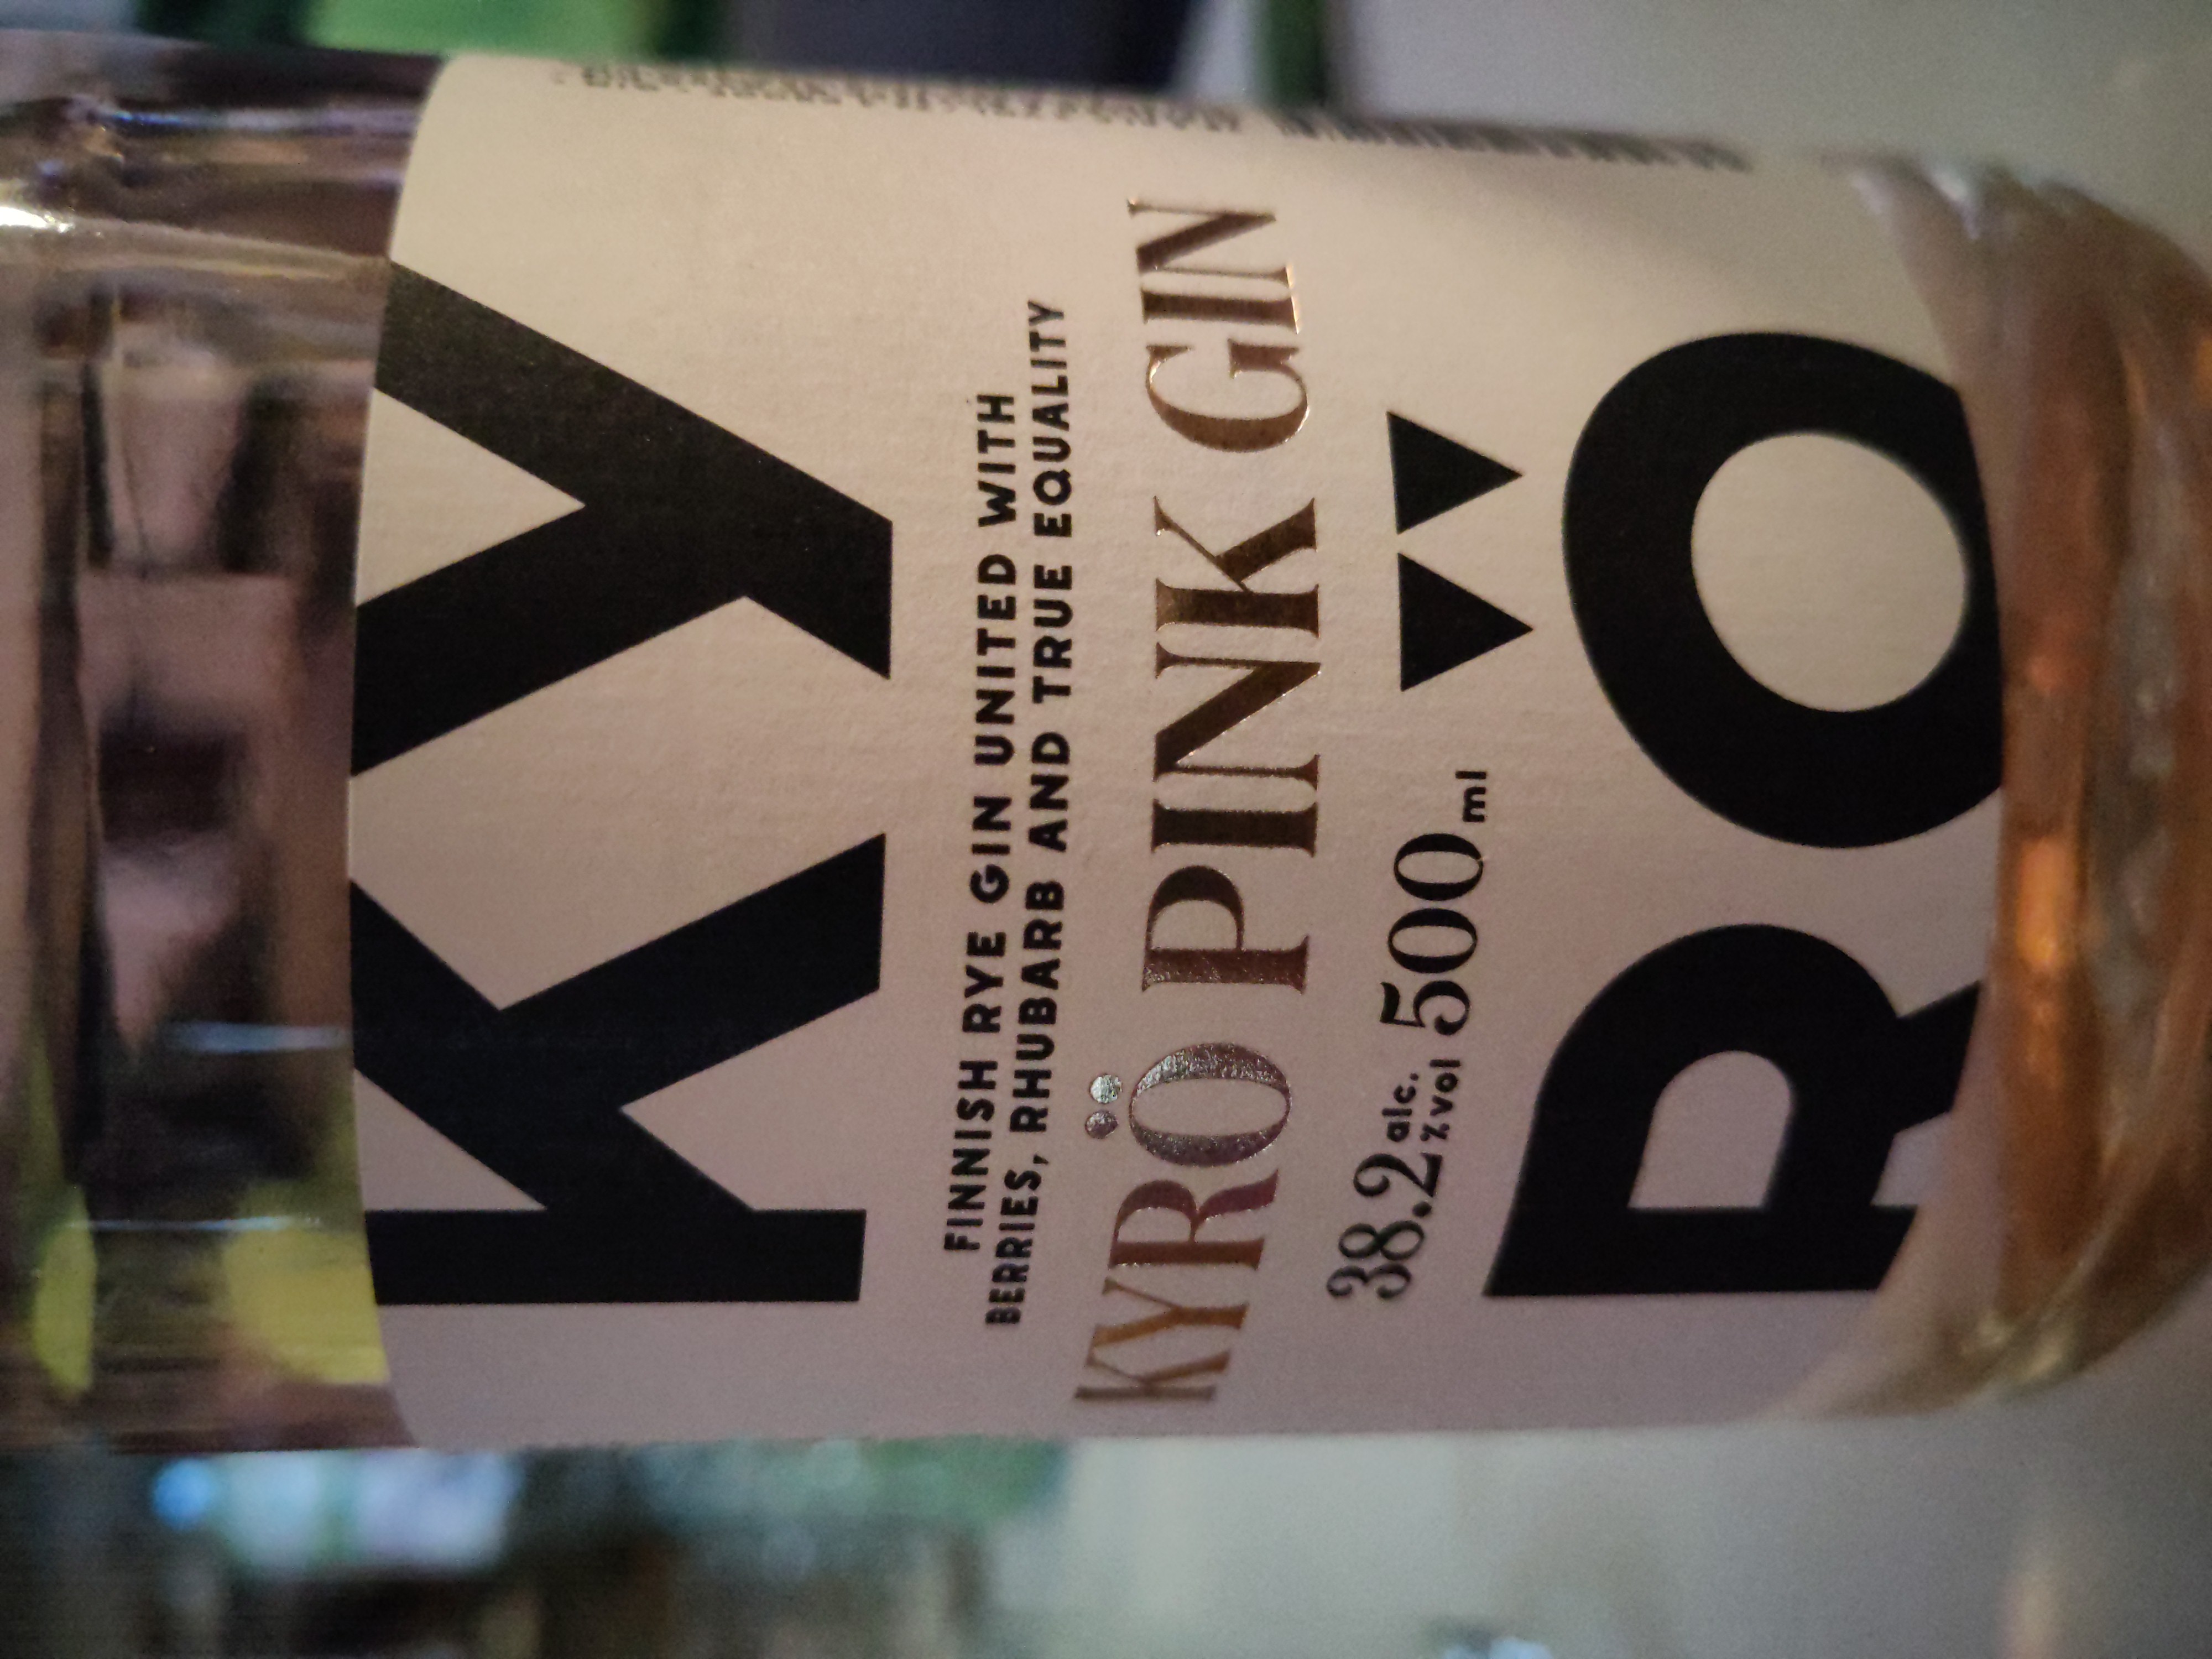 KY
FINNISH RYE GIN UNITED WITH
BERRIES, RHUBARB AND TRUE EQUALITY
KYRÖ PINK GIN
38.2 alc. %vol 500 ml
RÖ